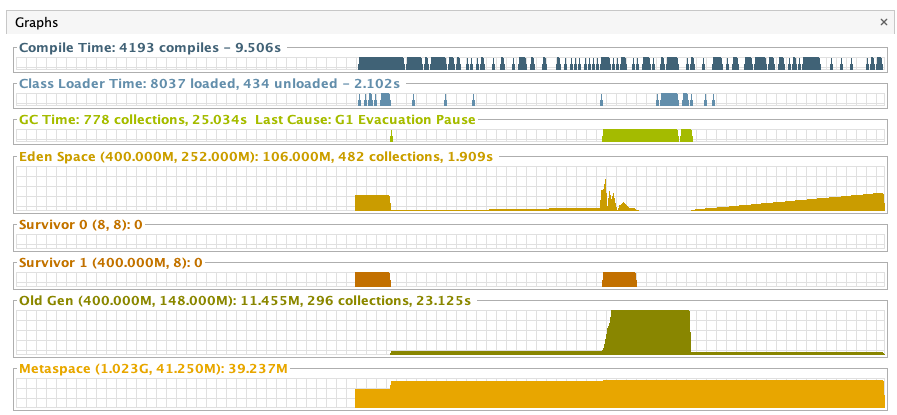 Graphs ×
Compile Time: 4193 compiles – 9.506s
Class Loader Time: 8037 loaded, 434 unloaded – 2.102s
GC Time: 778 collections, 25.034s Last Cause: G1 Evacuation Pause
Eden Space (400.000M, 252.000M): 106.000M, 482 collections, 1.909s
Survivor 0 (8, 8): 0
Survivor 1 (400.000M, 8): 0
Old Gen (400.000M, 148.000M): 11.455M, 296 collections, 23.125s
Metaspace (1.023G, 41.250M): 39.237M